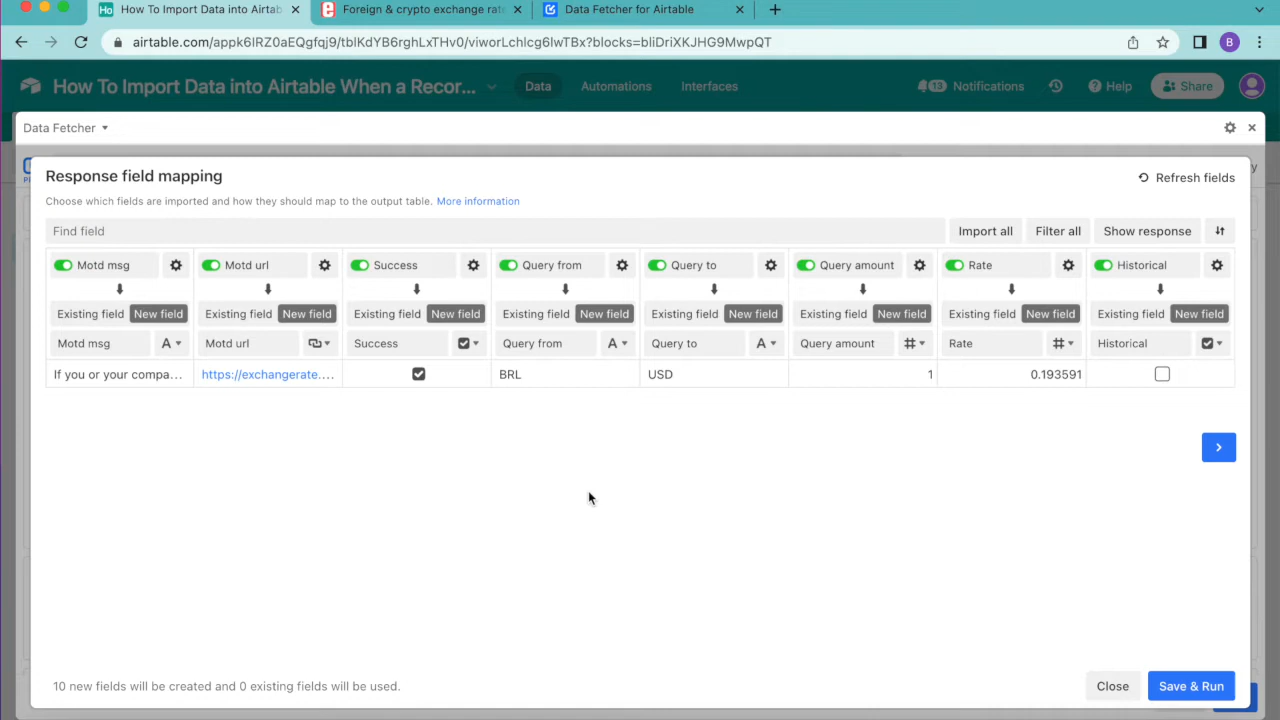 How To Import Data into Airtab
Foreign & crypto exchange rat
Data Fetcher for Airtable
airtable.com/appk6IRZ0aEQgfqj9/tblKdYB6rghLxTHv0/viworLchlcg6IwTBx?blocks=bliDriXKJHG9MwpQT
B
How To Import Data into Airtable When a Recor...
Data
Automations
Interfaces
13
Notifications
Help
Share
Data Fetcher
Response field mapping
Refresh fields
Choose which fields are imported and how they should map to the output table. More information
Find field
Import all
Filter all
Show response
Motd msg
Motd url
Success
Query from
Query to
Query amount
Rate
Historical
Existing field New field
Existing field New field
Existing field New field
Existing field New field
Existing field New field
Existing field New field
Existing field New field
Existing field New field
Motd msg A
Motd url
Success
Query from A
Query to A
Query amount
Rate
Historical
If you or your compa...
https://exchangerate....
BRL
USD
1
0.193591
10 new fields will be created and 0 existing fields will be used.
Close
Save & Run